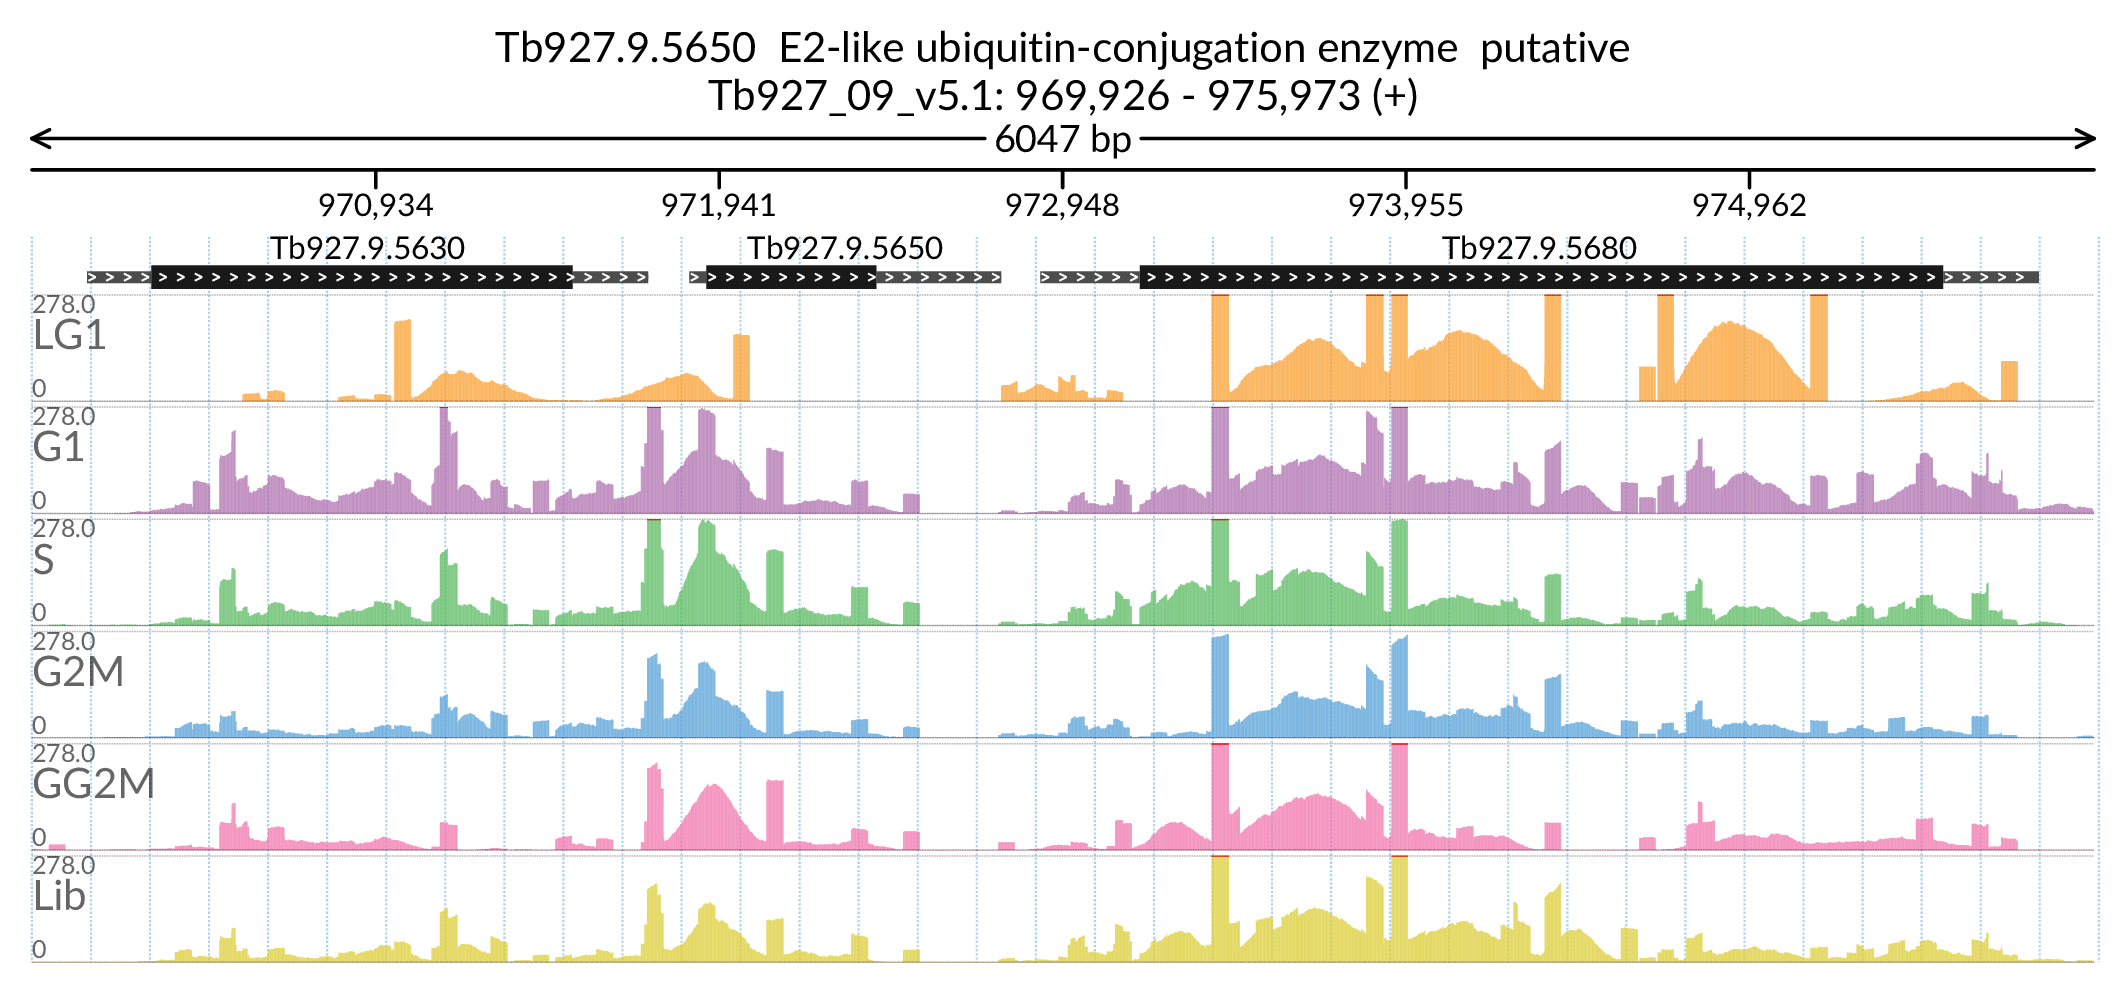 Tb927.9.5650  E2-like ubiquitin-conjugation enzyme  putative
Tb927_09_v5.1: 969,926 - 975,973 (+)
6047 bp
970,934 971,941 972,948 973,955 974,962
Tb927.9.5630 Tb927.9.5650 Tb927.9.5680
278.0
LG1
0
278.0
G1
0
278.0
S
0
278.0
G2M
0
278.0
GG2M
0
278.0
Lib
0